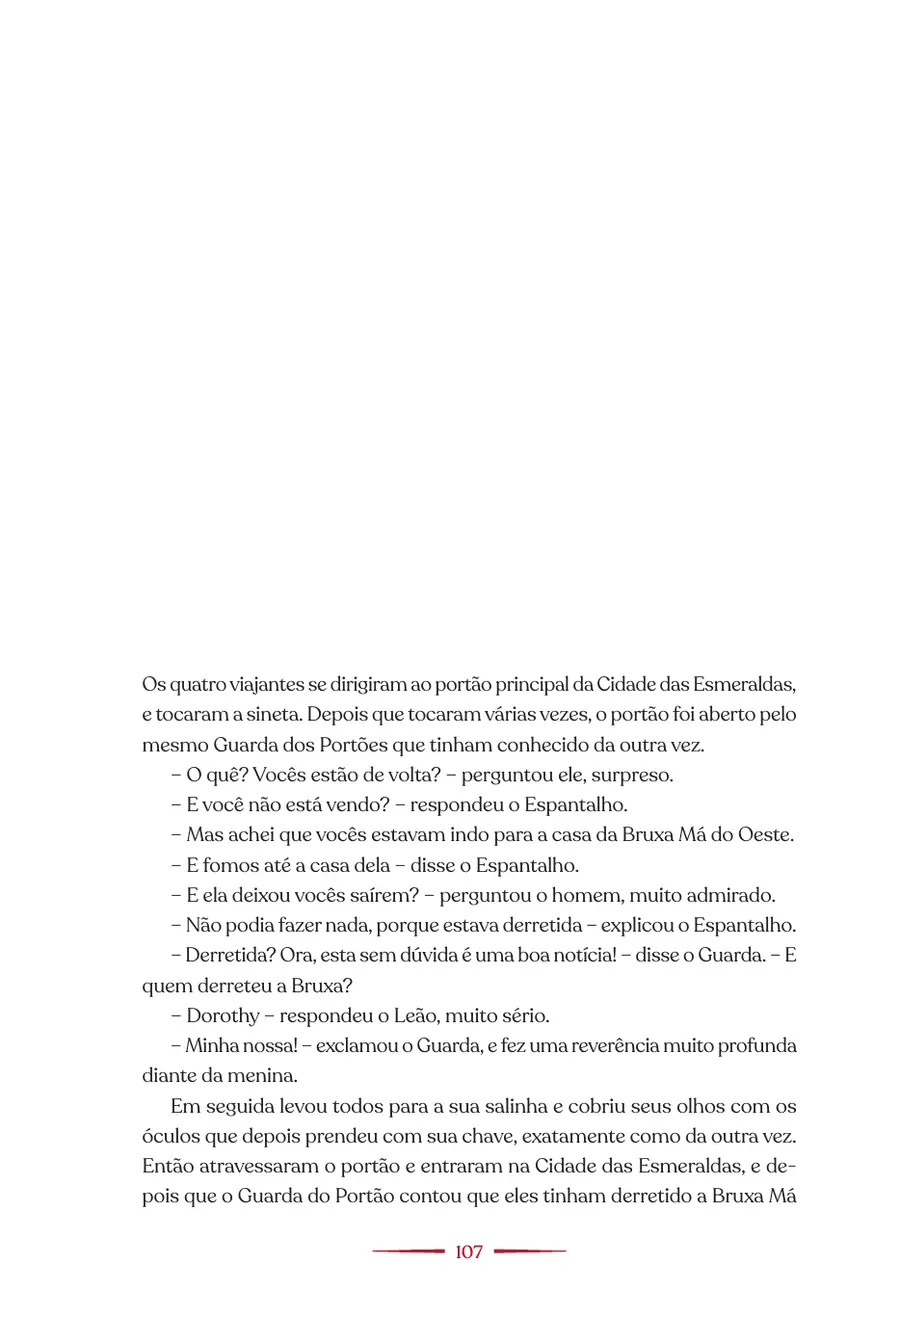 Os quatro viajantes se dirigiram ao portão principal da Cidade das Esmeraldas,
e tocaram a sineta. Depois que tocaram várias vezes, o portão foi aberto pelo
mesmo Guarda dos Portões que tinham conhecido da outra vez.
– O quê? Vocês estão de volta? – perguntou ele, surpreso.
– E você não está vendo? – respondeu o Espantalho.
– Mas achei que vocês estavam indo para a casa da Bruxa Má do Oeste.
– E fomos até a casa dela – disse o Espantalho.
– E ela deixou vocês saírem? – perguntou o homem, muito admirado.
– Não podia fazer nada, porque estava derretida – explicou o Espantalho.
– Derretida? Ora, esta sem dúvida é uma boa notícia! – disse o Guarda. – E
quem derreteu a Bruxa?
– Dorothy – respondeu o Leão, muito sério.
– Minha nossa! – exclamou o Guarda, e fez uma reverência muito profunda
diante da menina.
Em seguida levou todos para a sua salinha e cobriu seus olhos com os
óculos que depois prendeu com sua chave, exatamente como da outra vez.
Então atravessaram o portão e entraram na Cidade das Esmeraldas, e de-
pois que o Guarda do Portão contou que eles tinham derretido a Bruxa Má
107